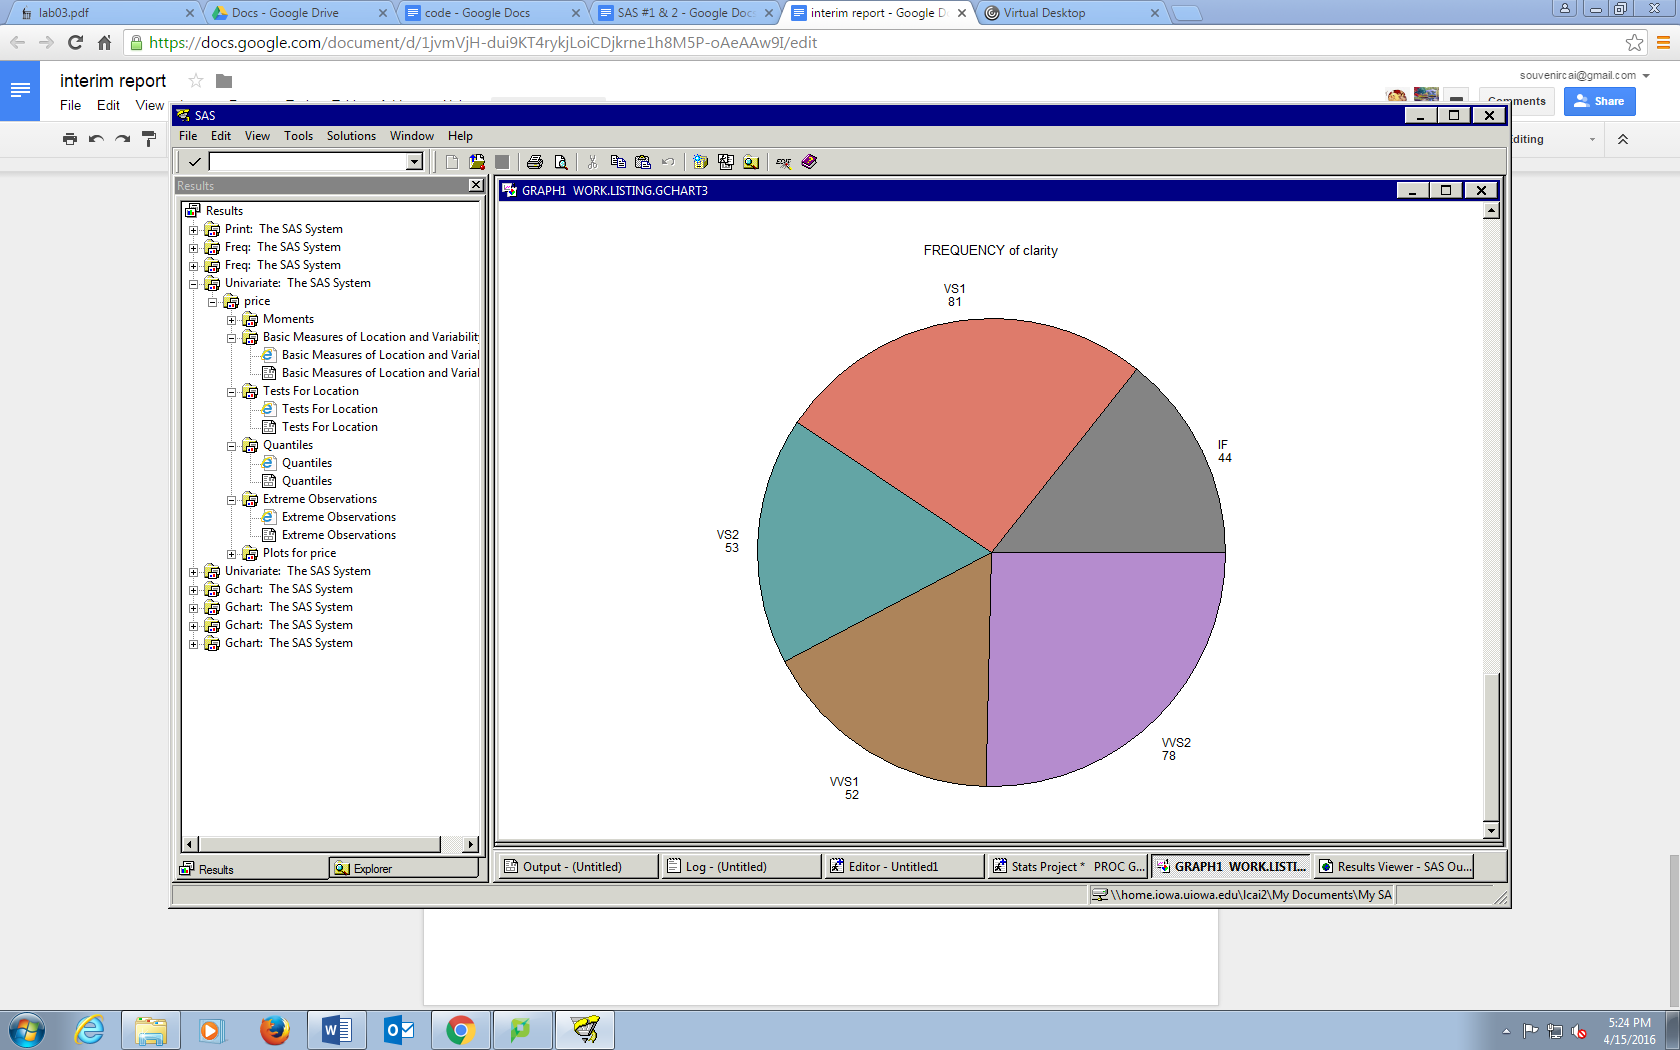 lab03.pdf
Docs - Google Drive
code - Google Docs
SAS #1 & 2 - Google Docs
interim report - Google D
Virtual Desktop
https://docs.google.com/document/d/1jvmVjH-dui9KT4rykjLoiCDjkrne1h8M5P-oAeAAw9I/edit
interim report
souvenircai@gmail.com
File Edit View
Comments
Share
SAS
File Edit View Tools Solutions Window Help
Editing
Results
GRAPH1 WORK.LISTING.GCHART3
Results
Print: The SAS System
Freq: The SAS System
Freq: The SAS System
Univariate: The SAS System
price
Moments
Basic Measures of Location and Variability
Basic Measures of Location and Varial
Basic Measures of Location and Varial
Tests For Location
Tests For Location
Tests For Location
Quantiles
Quantiles
Quantiles
Extreme Observations
Extreme Observations
Extreme Observations
Plots for price
Univariate: The SAS System
Gchart: The SAS System
Gchart: The SAS System
Gchart: The SAS System
Gchart: The SAS System
FREQUENCY of clarity
VS1
81
IF
44
VS2
53
VVS2
78
VVS1
52
Results
Explorer
Output - (Untitled)
Log - (Untitled)
Editor - Untitled1
Stats Project * PROC G...
GRAPH1 WORK.LISTI...
Results Viewer - SAS Ou...
\\home.iowa.uiowa.edu\lcai2\My Documents\My SA
5:24 PM
4/15/2016